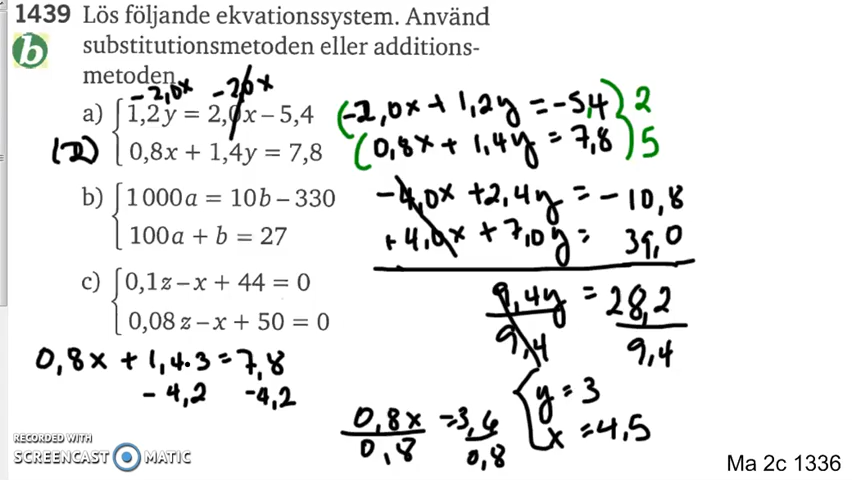 1439 Lös följande ekvationssystem. Använd
b substitutionsmetoden eller additions-
metoden.
-2,0x -2,0x
a) { 1,2y = 2,0x – 5,4
(2) 0,8x + 1,4y = 7,8
b) { 1 000a = 10b – 330
100a + b = 27
c) { 0,1z – x + 44 = 0
0,08z – x + 50 = 0
(-2,0x + 1,2y = -5,4) 2
(0,8x + 1,4y = 7,8) 5
-4,0x + 2,4y = -10,8
+4,0x + 7,0y = 39,0
9,4y = 28,2
9,4 9,4
0,8x + 1,4·3 = 7,8
-4,2 -4,2
0,8x = 3,6
0,8 0,8
{ y = 3
x = 4,5
RECORDED WITH
SCREENCAST MATIC
Ma 2c 1336